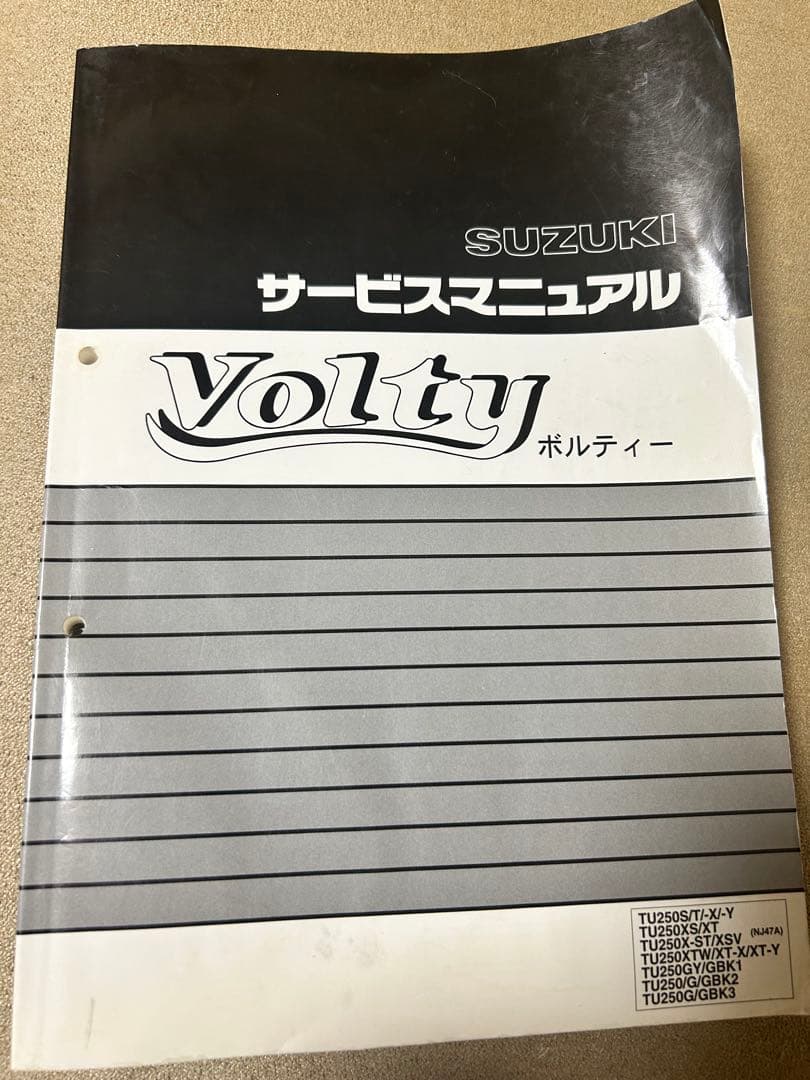 SUZUKI
サービスマニュアル
Volty
ボルティー
TU250S/T/-X/-Y
TU250XS/XT
TU250X-ST/XSV (NJ47A)
TU250XTW/XT-X/XT-Y
TU250GY/GBK1
TU250/G/GBK2
TU250G/GBK3